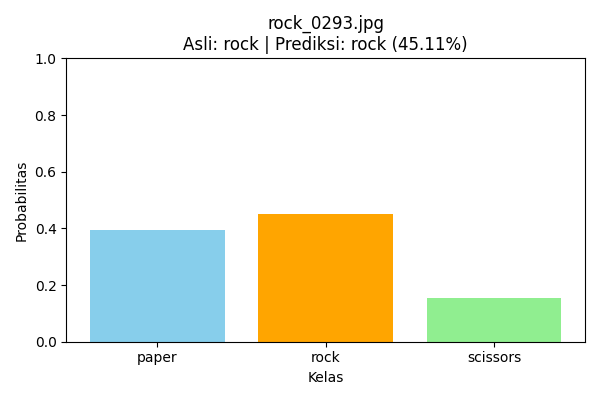 rock_0293.jpg
Asli: rock | Prediksi: rock (45.11%)
1.0
0.8
0.6
0.4
0.2
0.0
Probabilitas
paper rock scissors
Kelas